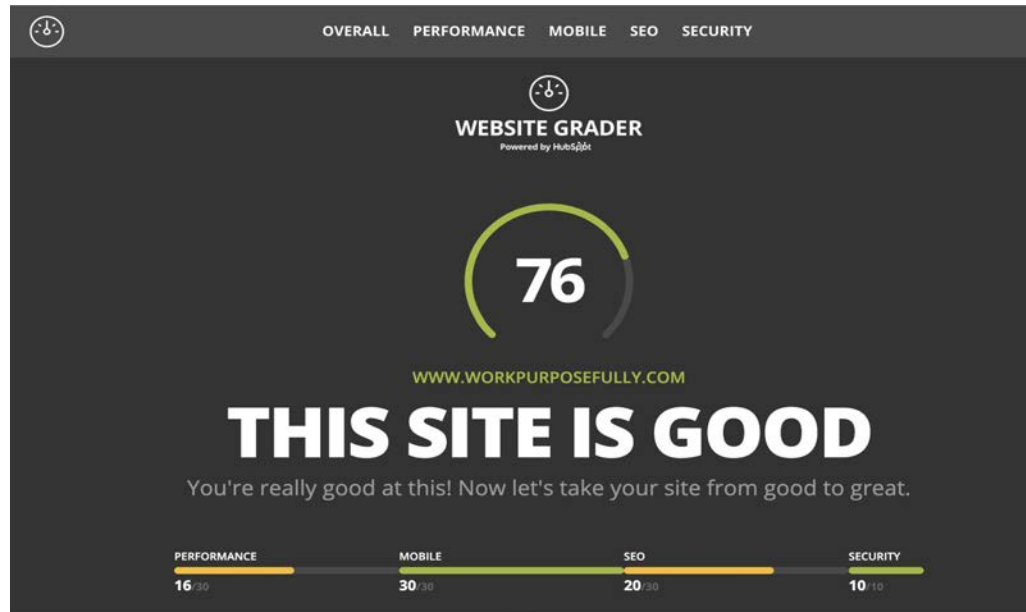 OVERALL PERFORMANCE MOBILE SEO SECURITY
WEBSITE GRADER
Powered by HubSpot
76
WWW.WORKPURPOSEFULLY.COM
THIS SITE IS GOOD
You're really good at this! Now let's take your site from good to great.
PERFORMANCE MOBILE SEO SECURITY
16/30 30/30 20/30 10/10